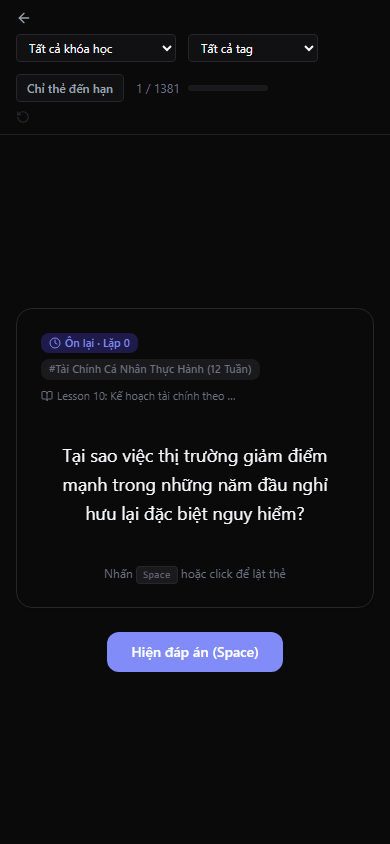 Tất cả khóa học
Tất cả tag
Chỉ thẻ đến hạn
1 / 1381
Ôn lại · Lặp 0
#Tài Chính Cá Nhân Thực Hành (12 Tuần)
Lesson 10: Kế hoạch tài chính theo ...
Tại sao việc thị trường giảm điểm
mạnh trong những năm đầu nghỉ
hưu lại đặc biệt nguy hiểm?
Nhấn Space hoặc click để lật thẻ
Hiện đáp án (Space)